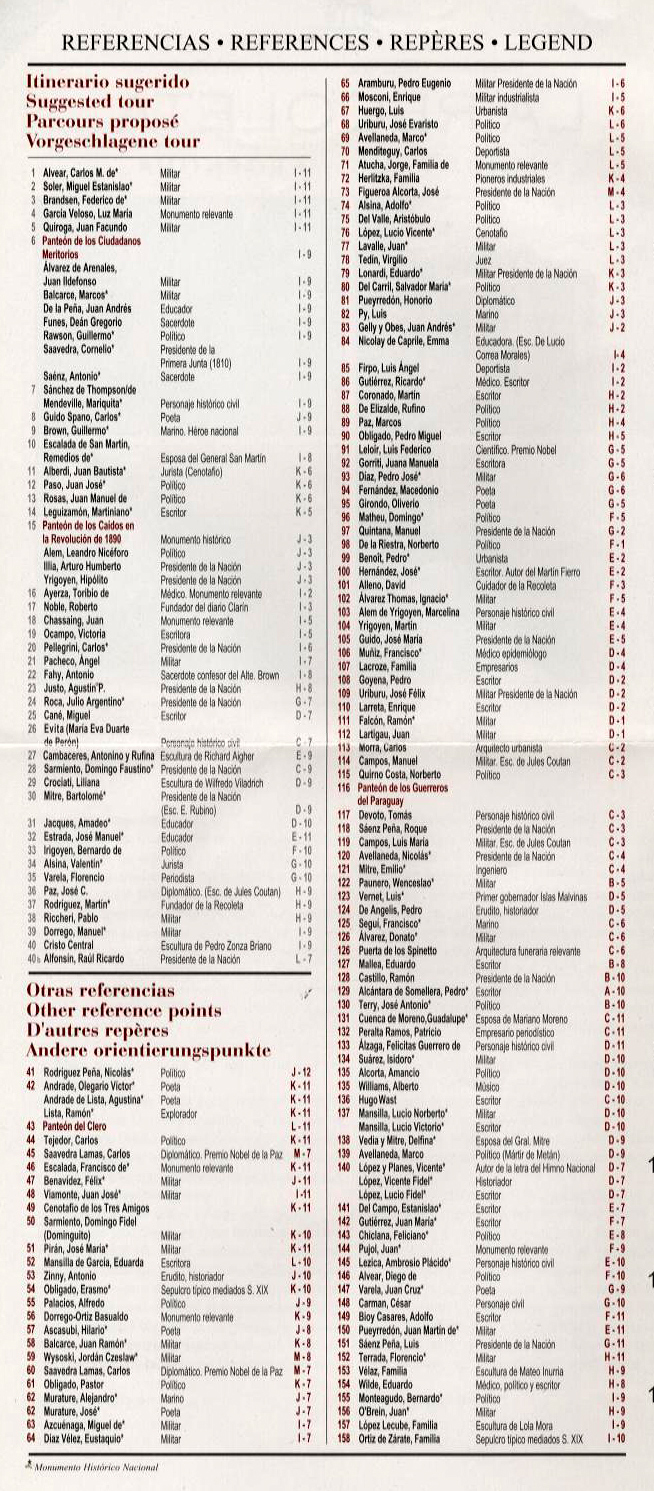 REFERENCIAS • REFERENCES • REPÈRES • LEGEND
Itinerario sugerido
Suggested tour
Parcours proposé
Vorgeschlagene tour
1 Alvear, Carlos M. de* Militar I - 11
2 Soler, Miguel Estanislao* Militar I - 11
3 Brandsen, Federico de* Militar I - 11
4 García Veloso, Luz María Monumento relevante I - 11
5 Quiroga, Juan Facundo Militar I - 11
6 Panteón de los Ciudadanos
Meritorios I - 9
Álvarez de Arenales,
Juan Ildefonso Militar I - 9
Balcarce, Marcos* Militar I - 9
De la Peña, Juan Andrés Educador I - 9
Funes, Deán Gregorio Sacerdote I - 9
Rawson, Guillermo* Político I - 9
Saavedra, Cornelio* Presidente de la
Primera Junta (1810) I - 9
Saénz, Antonio* Sacerdote I - 9
7 Sánchez de Thompson/de
Mendeville, Mariquita* Personaje histórico civil I - 9
8 Guido Spano, Carlos* Poeta J - 9
9 Brown, Guillermo* Marino. Héroe nacional I - 9
10 Escalada de San Martín,
Remedios de* Esposa del General San Martín I - 8
11 Alberdi, Juan Bautista* Jurista (Cenotafio) K - 6
12 Paso, Juan José* Político K - 6
13 Rosas, Juan Manuel de Político K - 6
14 Leguizamón, Martiniano* Escritor K - 5
15 Panteón de los Caídos en
la Revolución de 1890 Monumento histórico J - 3
Alem, Leandro Nicéforo Político J - 3
Illia, Arturo Humberto Presidente de la Nación J - 3
Yrigoyen, Hipólito Presidente de la Nación J - 3
16 Ayerza, Toribio de Médico. Monumento relevante I - 2
17 Noble, Roberto Fundador del diario Clarín I - 3
18 Chassaing, Juan Monumento relevante I - 5
19 Ocampo, Victoria Escritora I - 5
20 Pellegrini, Carlos* Presidente de la Nación I - 6
21 Pacheco, Ángel Militar I - 7
22 Fahy, Antonio Sacerdote confesor del Alte. Brown I - 8
23 Justo, Agustín P. Presidente de la Nación H - 8
24 Roca, Julio Argentino* Presidente de la Nación G - 7
25 Cané, Miguel Escritor D - 7
26 Evita (María Eva Duarte
de Perón) Personaje histórico civil C - 7
27 Cambaceres, Antonino y Rufina Escultura de Richard Aigher E - 9
28 Sarmiento, Domingo Faustino* Presidente de la Nación C - 9
29 Crociati, Liliana Escultura de Wilfredo Viladrich D - 9
30 Mitre, Bartolomé* Presidente de la Nación
(Esc. E. Rubino) D - 9
31 Jacques, Amadeo* Educador D - 10
32 Estrada, José Manuel* Educador E - 11
33 Irigoyen, Bernardo de Político F - 10
34 Alsina, Valentín* Jurista G - 10
35 Varela, Florencio Periodista G - 10
36 Paz, José C. Diplomático. (Esc. de Jules Coutan) H - 9
37 Rodríguez, Martín* Fundador de la Recoleta H - 9
38 Riccheri, Pablo Militar H - 9
39 Dorrego, Manuel* Militar I - 9
40 Cristo Central Escultura de Pedro Zonza Briano I - 9
40b Alfonsín, Raúl Ricardo Presidente de la Nación L - 7
Otras referencias
Other reference points
D'autres repères
Andere orientierungspunkte
41 Rodríguez Peña, Nicolás* Político J - 12
42 Andrade, Olegario Víctor* Poeta K - 11
Andrade de Lista, Agustina* Poeta K - 11
Lista, Ramón* Explorador K - 11
43 Panteón del Clero L - 11
44 Tejedor, Carlos Político K - 11
45 Saavedra Lamas, Carlos Diplomático. Premio Nobel de la Paz M - 7
46 Escalada, Francisco de* Monumento relevante K - 11
47 Benavidez, Félix* Militar J - 11
48 Viamonte, Juan José* Militar I -11
49 Cenotafio de los Tres Amigos K - 11
50 Sarmiento, Domingo Fidel
(Dominguito) Militar K - 10
51 Pirán, José María* Militar K - 11
52 Mansilla de García, Eduarda Escritora L - 10
53 Zinny, Antonio Erudito, historiador J - 10
54 Obligado, Erasmo* Sepulcro típico mediados S. XIX K - 10
55 Palacios, Alfredo Político J - 9
56 Dorrego-Ortiz Basualdo Monumento relevante K - 9
57 Ascasubi, Hilario* Poeta J - 8
58 Balcarce, Juan Ramón* Militar K - 8
59 Wysoski, Jordán Czeslaw* Militar M - 8
60 Saavedra Lamas, Carlos Diplomático. Premio Nobel de la Paz M - 7
61 Obligado, Pastor Político K - 7
62 Murature, Alejandro* Marino J - 7
62 Murature, José* Poeta J - 7
63 Azcuénaga, Miguel de* Militar I - 7
64 Díaz Vélez, Eustaquio* Militar I - 7
65 Aramburu, Pedro Eugenio Militar Presidente de la Nación I - 6
66 Mosconi, Enrique Militar industrialista I - 5
67 Huergo, Luis Urbanista K - 6
68 Uriburu, José Evaristo Político L - 6
69 Avellaneda, Marco* Político L - 5
70 Menditeguy, Carlos Deportista L - 5
71 Atucha, Jorge, Familia de Monumento relevante L - 5
72 Herlitzka, Familia Pioneros industriales K - 4
73 Figueroa Alcorta, José Presidente de la Nación M - 4
74 Alsina, Adolfo* Político L - 3
75 Del Valle, Aristóbulo Político L - 3
76 López, Lucio Vicente* Cenotafio L - 3
77 Lavalle, Juan* Militar L - 3
78 Tedín, Virgilio Juez L - 3
79 Lonardi, Eduardo* Militar Presidente de la Nación K - 3
80 Del Carril, Salvador María* Político K - 3
81 Pueyrredón, Honorio Diplomático J - 3
82 Py, Luis Marino J - 3
83 Gelly y Obes, Juan Andrés* Militar J - 2
84 Nicolay de Caprile, Emma Educadora. (Esc. De Lucio
Correa Morales) I-4
85 Firpo, Luis Ángel Deportista I - 2
86 Gutiérrez, Ricardo* Médico. Escritor I - 2
87 Coronado, Martín Escritor H - 2
88 De Elizalde, Rufino Político H - 2
89 Paz, Marcos Político H - 4
90 Obligado, Pedro Miguel Escritor H - 5
91 Leloir, Luis Federico Científico. Premio Nobel G - 5
92 Gorriti, Juana Manuela Escritora G - 5
93 Díaz, Pedro José* Militar G - 6
94 Fernández, Macedonio Poeta G - 6
95 Girondo, Oliverio Poeta G - 5
96 Matheu, Domingo* Político F - 5
97 Quintana, Manuel Presidente de la Nación G - 2
98 De la Riestra, Norberto Político F - 1
99 Benoît, Pedro* Urbanista E - 2
100 Hernández, José* Escritor. Autor del Martín Fierro E - 2
101 Alleno, David Cuidador de la Recoleta F - 3
102 Álvarez Thomas, Ignacio* Militar F - 5
103 Alem de Yrigoyen, Marcelina Personaje histórico civil E - 4
104 Yrigoyen, Martín Militar E - 4
105 Guido, José María Presidente de la Nación E - 5
106 Muñiz, Francisco* Médico epidemiólogo D - 4
107 Lacroze, Familia Empresarios D - 4
108 Goyena, Pedro Escritor D - 2
109 Uriburu, José Félix Militar Presidente de la Nación D - 2
110 Larreta, Enrique Escritor D - 2
111 Falcón, Ramón* Militar D - 1
112 Lartigau, Juan Militar D - 1
113 Morra, Carlos Arquitecto urbanista C - 2
114 Campos, Manuel Militar. Esc. de Jules Coutan C - 2
115 Quirno Costa, Norberto Político C - 3
116 Panteón de los Guerreros
del Paraguay
117 Devoto, Tomás Personaje histórico civil C - 3
118 Sáenz Peña, Roque Presidente de la Nación C - 3
119 Campos, Luis María Militar. Esc. de Jules Coutan C - 3
120 Avellaneda, Nicolás* Presidente de la Nación C - 4
121 Mitre, Emilio* Ingeniero C - 4
122 Paunero, Wenceslao* Militar B - 5
123 Vernet, Luis* Primer gobernador Islas Malvinas D - 5
124 De Angelis, Pedro Erudito, historiador D - 5
125 Seguí, Francisco* Marino C - 6
126 Álvarez, Donato* Militar C - 6
126 Puerta de los Spinetto Arquitectura funeraria relevante C - 6
127 Mallea, Eduardo Escritor B - 8
128 Castillo, Ramón Presidente de la Nación B - 10
129 Alcántara de Somellera, Pedro* Escritor A - 10
130 Terry, José Antonio* Político B - 10
131 Cuenca de Moreno,Guadalupe* Esposa de Mariano Moreno C - 11
132 Peralta Ramos, Patricio Empresario periodístico C - 11
133 Álzaga, Felicitas Guerrero de Personaje histórico civil C - 11
134 Suárez, Isidoro* Militar D - 10
135 Alcorta, Amancio Político D - 10
135 Williams, Alberto Músico D - 10
136 Hugo Wast Escritor C - 10
137 Mansilla, Lucio Norberto* Militar D - 10
Mansilla, Lucio Victorio* Escritor D - 10
138 Vedia y Mitre, Delfina* Esposa del Gral. Mitre D - 9
139 Avellaneda, Marco Político (Mártir de Metán) D - 9
140 López y Planes, Vicente* Autor de la letra del Himno Nacional D - 7
López, Vicente Fidel* Historiador D - 7
López, Lucio Fidel* Escritor D - 7
141 Del Campo, Estanislao* Escritor E - 7
142 Gutiérrez, Juan María* Escritor F - 7
143 Chiclana, Feliciano* Político E - 8
144 Pujol, Juan* Monumento relevante F - 9
145 Lezica, Ambrosio Plácido* Personaje histórico civil E - 10
146 Alvear, Diego de Político F - 10
147 Varela, Juan Cruz* Poeta G - 9
148 Carman, César Personaje civil G - 10
149 Bioy Casares, Adolfo Escritor F - 11
150 Pueyrredón, Juan Martín de* Militar E - 11
151 Sáenz Peña, Luis Presidente de la Nación G - 11
152 Terrada, Florencio* Militar H - 11
153 Vélaz, Familia Escultura de Mateo Inurria H - 9
154 Wilde, Eduardo Médico, político y escritor H - 8
155 Monteagudo, Bernardo* Político I - 9
156 O'Brein, Juan* Militar H - 9
157 López Lecube, Familia Escultura de Lola Mora I - 9
158 Ortiz de Zárate, Familia Sepulcro típico mediados S. XIX I - 10
* Monumento Histórico Nacional